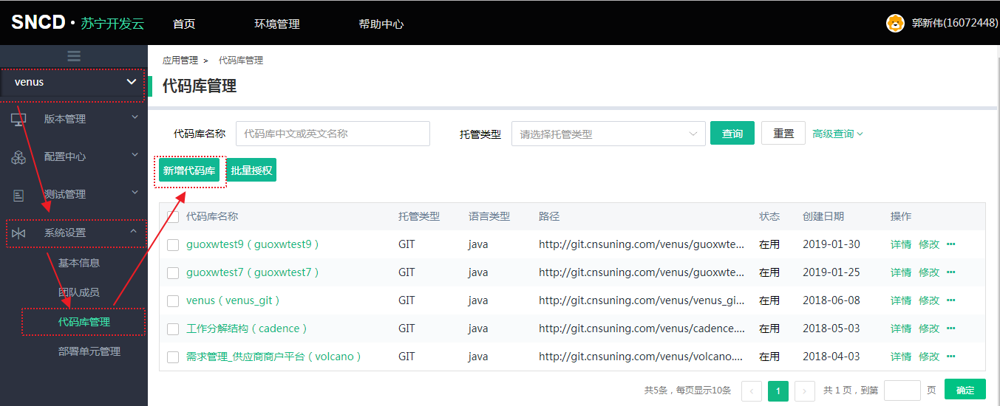 SNCD · 苏宁开发云 首页 环境管理 帮助中心 郭新伟(16072448)
venus
版本管理
配置中心
测试管理
系统设置
基本信息
团队成员
代码库管理
部署单元管理
应用管理 > 代码库管理
代码库管理
代码库名称 代码库中文或英文名称 托管类型 请选择托管类型 查询 重置 高级查询
新增代码库 批量授权
代码库名称 托管类型 语言类型 路径 状态 创建日期 操作
guoxwtest9（guoxwtest9） GIT java http://git.cnsuning.com/venus/guoxwte... 在用 2019-01-30 详情 修改 ···
guoxwtest7（guoxwtest7） GIT java http://git.cnsuning.com/venus/guoxwte... 在用 2019-01-25 详情 修改 ···
venus（venus_git） GIT java http://git.cnsuning.com/venus/venus_gi... 在用 2018-06-08 详情 修改 ···
工作分解结构（cadence） GIT java http://git.cnsuning.com/venus/cadence.... 在用 2018-05-03 详情 修改 ···
需求管理_供应商商户平台（volcano） GIT java http://git.cnsuning.com/venus/volcano.... 在用 2018-04-03 详情 修改 ···
共5条，每页显示10条 < 1 > 共 1 页，到第 页 确定